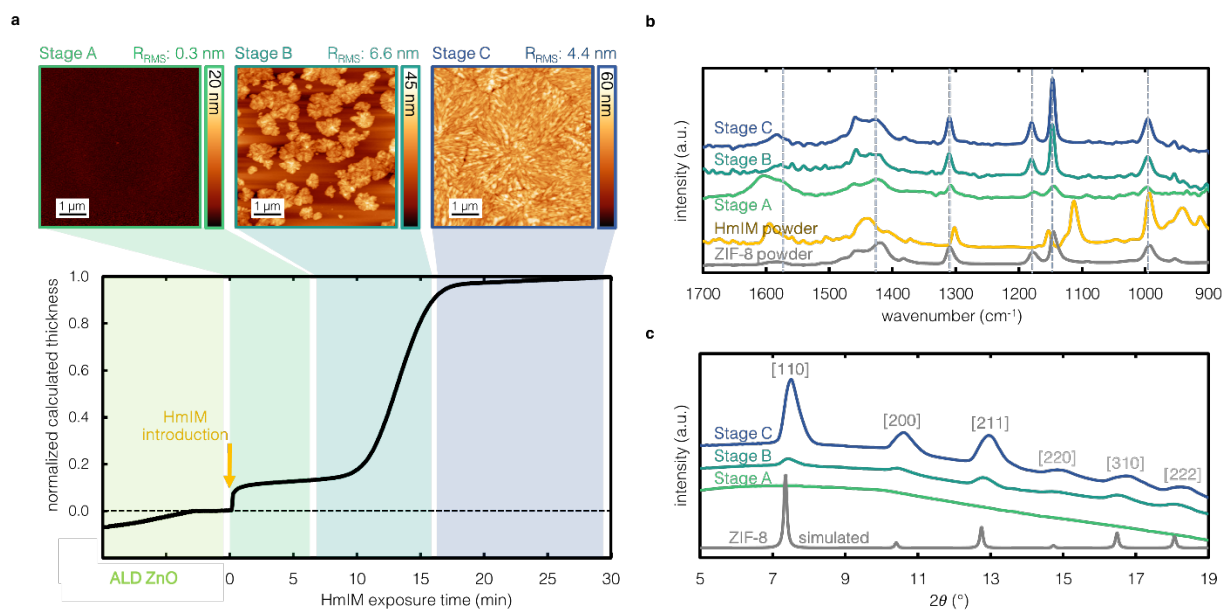 a
Stage A R_RMS: 0.3 nm
20 nm
1 μm
Stage B R_RMS: 6.6 nm
45 nm
1 μm
Stage C R_RMS: 4.4 nm
60 nm
1 μm
normalized calculated thickness
1.0
0.8
0.6
0.4
0.2
0.0
HmIM
introduction
ALD ZnO
0 5 10 15 20 25 30
HmIM exposure time (min)
b
intensity (a.u.)
Stage C
Stage B
Stage A
HmIM powder
ZIF-8 powder
1700 1600 1500 1400 1300 1200 1100 1000 900
wavenumber (cm⁻¹)
c
intensity (a.u.)
[110]
[200]
[211]
[220]
[310]
[222]
Stage C
Stage B
Stage A
ZIF-8 simulated
5 7 9 11 13 15 17 19
2θ (°)